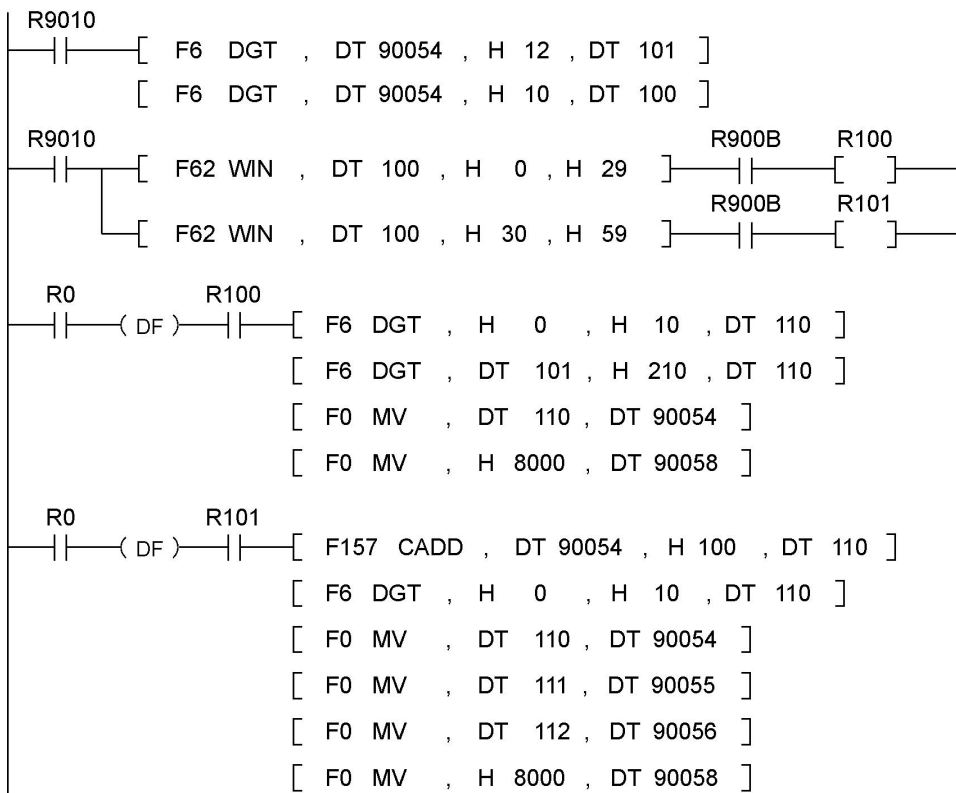 R9010
[ F6 DGT , DT 90054 , H 12 , DT 101 ]
[ F6 DGT , DT 90054 , H 10 , DT 100 ]
R9010 R900B R100
[ F62 WIN , DT 100 , H 0 , H 29 ] [ ]
R900B R101
[ F62 WIN , DT 100 , H 30 , H 59 ] [ ]
R0 R100
( DF ) [ F6 DGT , H 0 , H 10 , DT 110 ]
[ F6 DGT , DT 101 , H 210 , DT 110 ]
[ F0 MV , DT 110 , DT 90054 ]
[ F0 MV , H 8000 , DT 90058 ]
R0 R101
( DF ) [ F157 CADD , DT 90054 , H 100 , DT 110 ]
[ F6 DGT , H 0 , H 10 , DT 110 ]
[ F0 MV , DT 110 , DT 90054 ]
[ F0 MV , DT 111 , DT 90055 ]
[ F0 MV , DT 112 , DT 90056 ]
[ F0 MV , H 8000 , DT 90058 ]